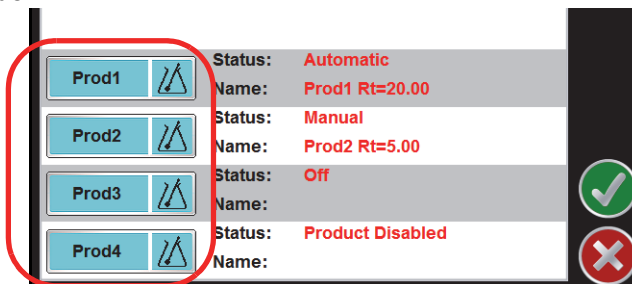 Prod1 Status: Automatic
Name: Prod1 Rt=20.00
Prod2 Status: Manual
Name: Prod2 Rt=5.00
Prod3 Status: Off
Name:
Prod4 Status: Product Disabled
Name: